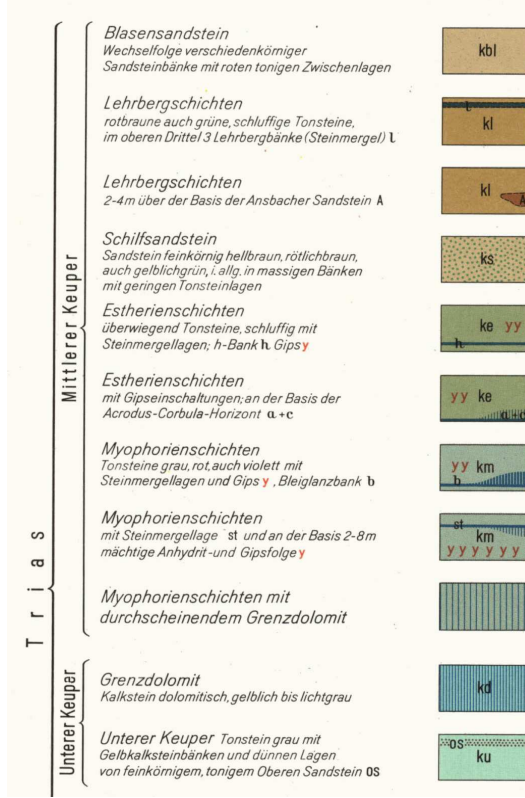 Trias
Mittlerer Keuper
Blasensandstein
Wechselfolge verschiedenkörniger
Sandsteinbänke mit roten tonigen Zwischenlagen
kbl
Lehrbergschichten
rotbraune auch grüne, schluffige Tonsteine,
im oberen Drittel 3 Lehrbergbänke (Steinmergel) l
l
kl
Lehrbergschichten
2-4m über der Basis der Ansbacher Sandstein A
kl
A
Schilfsandstein
Sandstein feinkörnig hellbraun, rötlichbraun,
auch gelblichgrün, i. allg. in massigen Bänken
mit geringen Tonsteinlagen
ks
Estherienschichten
überwiegend Tonsteine, schluffig mit
Steinmergellagen; h-Bank h Gips y
ke yy
h
Estherienschichten
mit Gipseinschaltungen; an der Basis der
Acrodus-Corbula-Horizont a+c
yy ke
a+c
Myophorienschichten
Tonsteine grau, rot, auch violett mit
Steinmergellagen und Gips y , Bleiglanzbank b
yy km
b
Myophorienschichten
mit Steinmergellage st und an der Basis 2-8m
mächtige Anhydrit- und Gipsfolge y
st
km
y y y y y y
Myophorienschichten mit
durchscheinendem Grenzdolomit
Unterer Keuper
Grenzdolomit
Kalkstein dolomitisch, gelblich bis lichtgrau
kd
Unterer Keuper Tonstein grau mit
Gelbkalksteinbänken und dünnen Lagen
von feinkörnigem, tonigem Oberen Sandstein OS
OS
ku